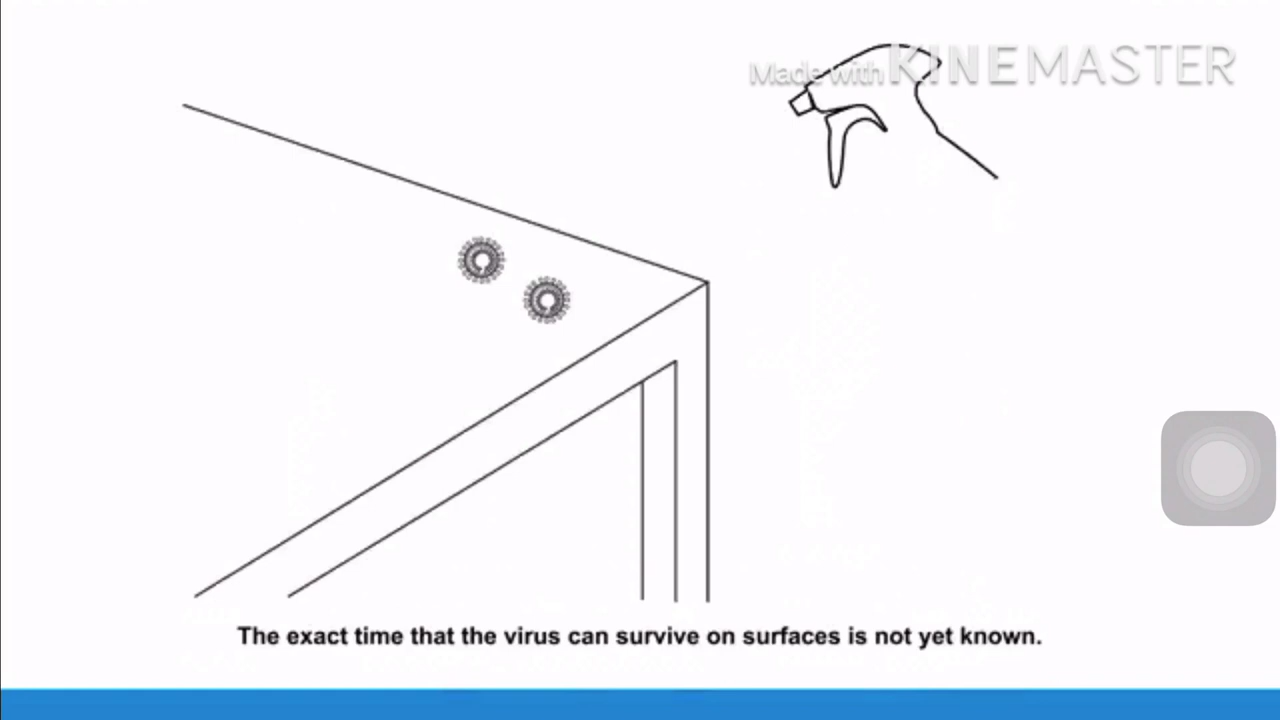 Made with KINEMASTER
The exact time that the virus can survive on surfaces is not yet known.